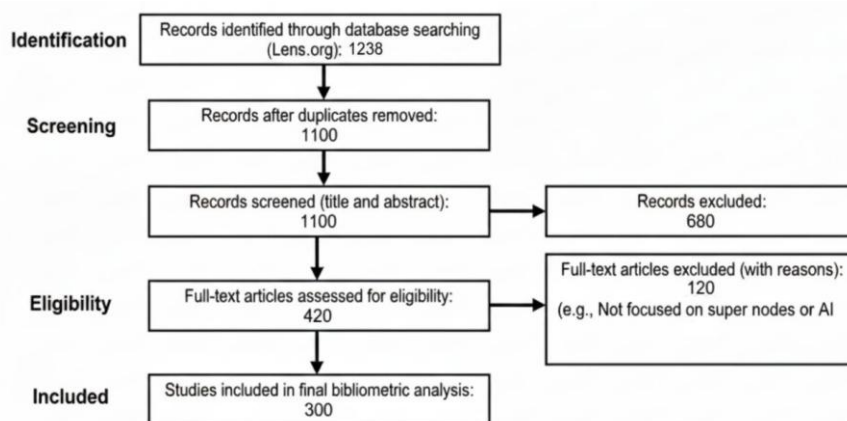 Identification
Records identified through database searching
(Lens.org): 1238
Screening
Records after duplicates removed:
1100
Records screened (title and abstract):
1100
Records excluded:
680
Eligibility
Full-text articles assessed for eligibility:
420
Full-text articles excluded (with reasons):
120
(e.g., Not focused on super nodes or AI
Included
Studies included in final bibliometric analysis:
300